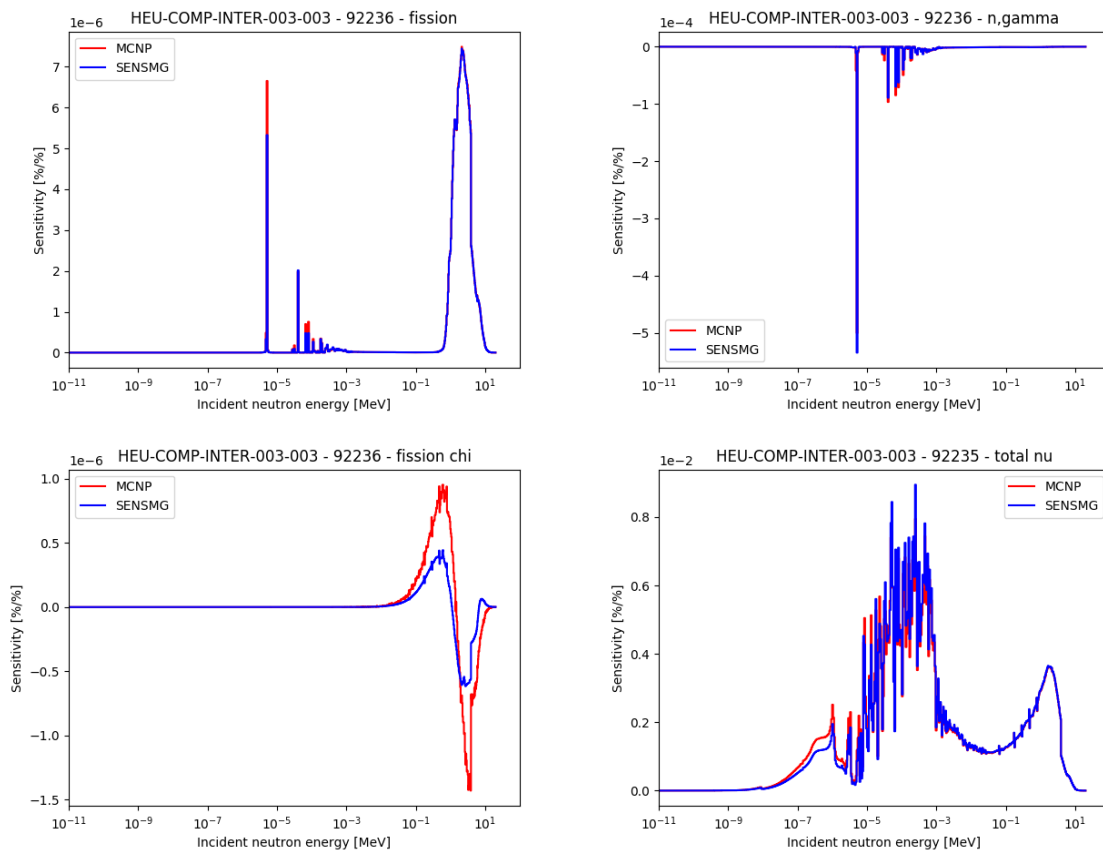 HEU-COMP-INTER-003-003 - 92236 - fission
1e−6
MCNP
SENSMG
7
6
5
4
3
2
1
0
Sensitivity [%/%]
10^-11 10^-9 10^-7 10^-5 10^-3 10^-1 10^1
Incident neutron energy [MeV]
HEU-COMP-INTER-003-003 - 92236 - n,gamma
1e−4
0
−1
−2
−3
−4
−5
Sensitivity [%/%]
MCNP
SENSMG
10^-11 10^-9 10^-7 10^-5 10^-3 10^-1 10^1
Incident neutron energy [MeV]
HEU-COMP-INTER-003-003 - 92236 - fission chi
1e−6
MCNP
SENSMG
1.0
0.5
0.0
−0.5
−1.0
−1.5
Sensitivity [%/%]
10^-11 10^-9 10^-7 10^-5 10^-3 10^-1 10^1
Incident neutron energy [MeV]
HEU-COMP-INTER-003-003 - 92235 - total nu
1e−2
MCNP
SENSMG
0.8
0.6
0.4
0.2
0.0
Sensitivity [%/%]
10^-11 10^-9 10^-7 10^-5 10^-3 10^-1 10^1
Incident neutron energy [MeV]